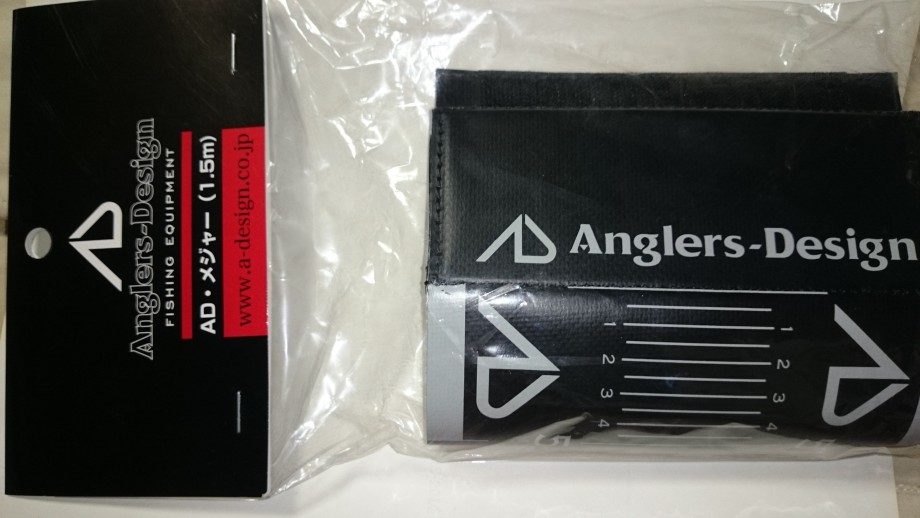 Anglers-Design
FISHING EQUIPMENT
AD・メジャー (1.5m)
www.a-design.co.jp
Anglers-Design
1 1
2 2
3 3
4 4
5